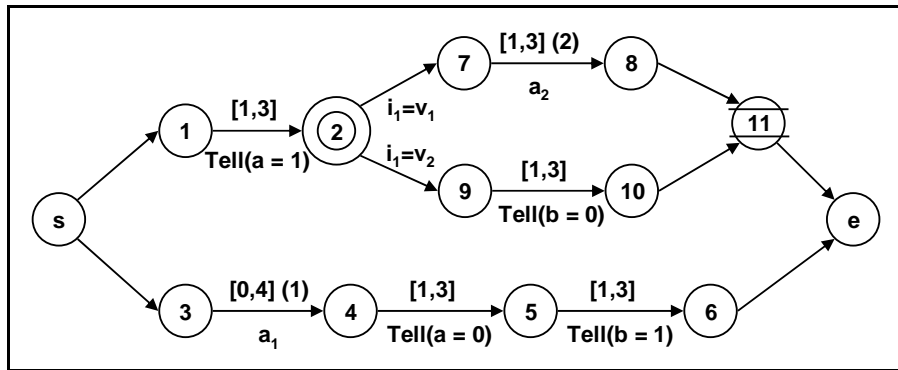 [1,3] (2)
7
8
a2
i1=v1
11
[1,3]
1
2
Tell(a = 1)
i1=v2
[1,3]
9
10
Tell(b = 0)
s
e
[0,4] (1)
[1,3]
[1,3]
3
4
5
6
a1
Tell(a = 0)
Tell(b = 1)